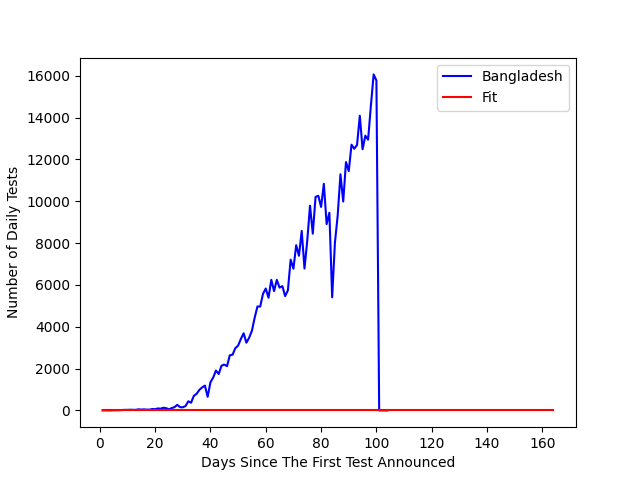 Bangladesh
Fit
16000
14000
12000
10000
8000
6000
4000
2000
0
Number of Daily Tests
0 20 40 60 80 100 120 140 160
Days Since The First Test Announced